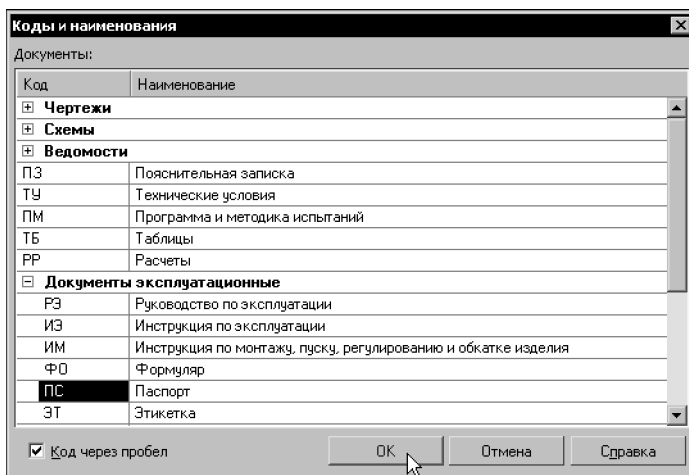 Коды и наименования
Документы:
Код Наименование
Чертежи
Схемы
Ведомости
ПЗ Пояснительная записка
ТУ Технические условия
ПМ Программа и методика испытаний
ТБ Таблицы
РР Расчеты
Документы эксплуатационные
РЭ Руководство по эксплуатации
ИЭ Инструкция по эксплуатации
ИМ Инструкция по монтажу, пуску, регулированию и обкатке изделия
ФО Формуляр
ПС Паспорт
ЭТ Этикетка
Код через пробел OK Отмена Справка